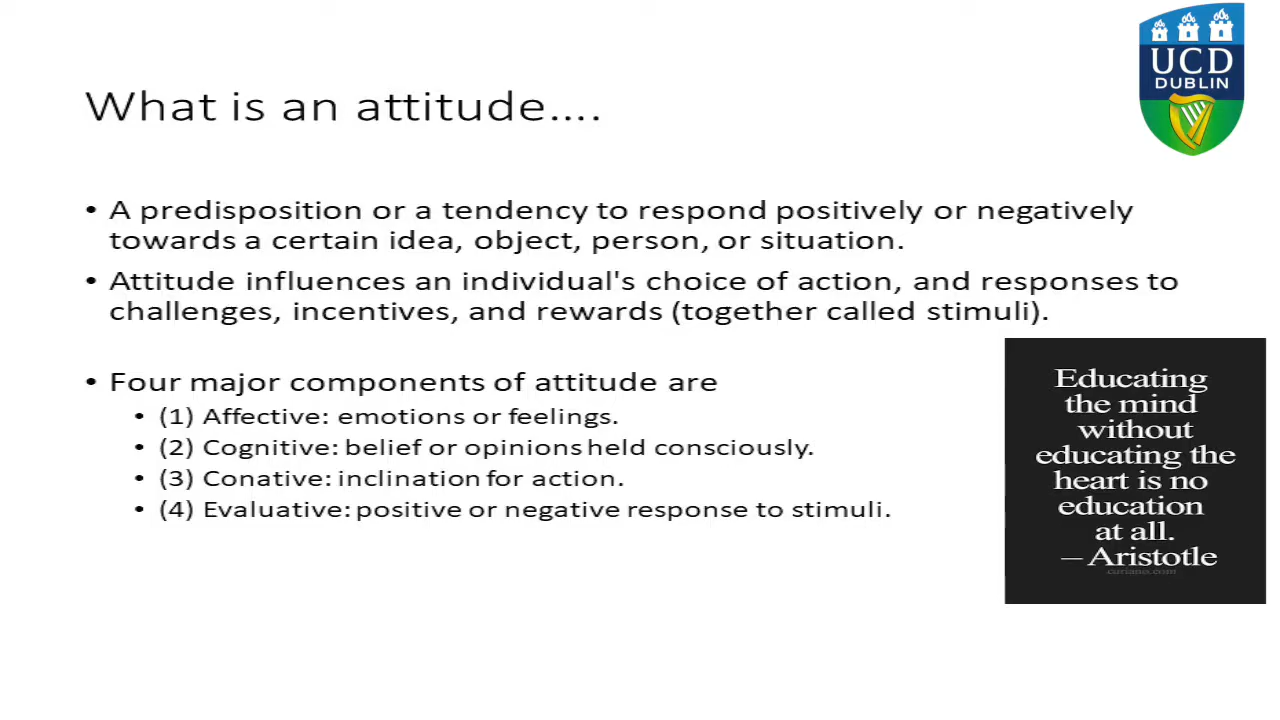 UCD
DUBLIN
What is an attitude....
• A predisposition or a tendency to respond positively or negatively
towards a certain idea, object, person, or situation.
• Attitude influences an individual's choice of action, and responses to
challenges, incentives, and rewards (together called stimuli).
• Four major components of attitude are
• (1) Affective: emotions or feelings.
• (2) Cognitive: belief or opinions held consciously.
• (3) Conative: inclination for action.
• (4) Evaluative: positive or negative response to stimuli.
Educating
the mind
without
educating the
heart is no
education
at all.
– Aristotle